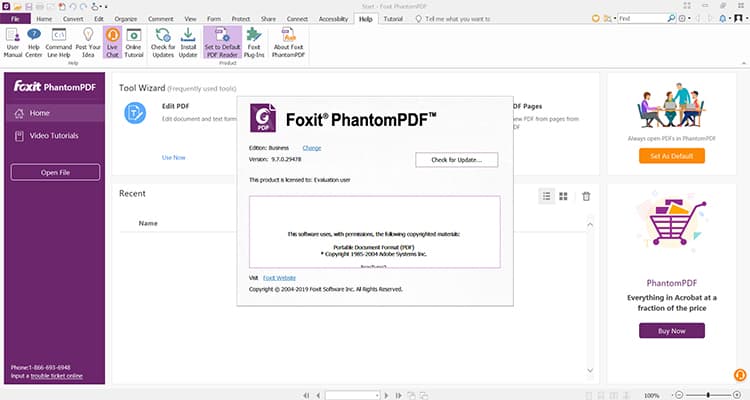 Start - Foxit PhantomPDF
File Home Convert Edit Organize Comment View Form Protect Share Connect Accessibility Help Tutorial Tell me what you want to... Find
User Manual
Help Center
Command Line Help
Post Your Idea
Live Chat
Online Tutorial
Check for Updates
Install Update
Set to Default PDF Reader
Foxit Plug-Ins
About Foxit PhantomPDF
Help
Product
Foxit PhantomPDF
Home
Video Tutorials
Open File
Phone:1-866-693-6948
Input a trouble ticket online
Tool Wizard (Frequently used tools)
Edit PDF
Edit document and text form
Use Now
PDF Pages
new PDF from pages from
DF
Recent
Name
PDF
Foxit® PhantomPDF™
Edition: Business Change
Version: 9.7.0.29478
Check for Update...
This product is licensed to: Evaluation user
This software uses, with permissions, the following copyrighted materials:
Portable Document Format (PDF)
* Copyright 1985-2004 Adobe Systems Inc.
Visit Foxit Website
Copyright © 2004-2019 Foxit Software Inc. All Rights Reserved.
Always open PDFs in PhantomPDF
Set As Default
PhantomPDF
Everything in Acrobat at a
fraction of the price
Buy Now
100%